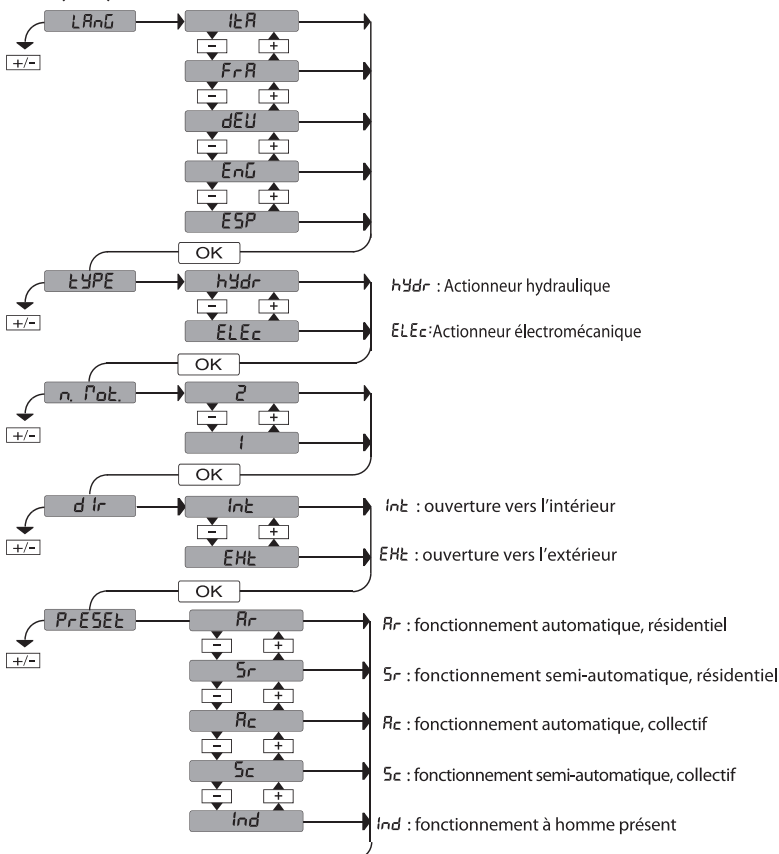 LAnG ItA
- +
+/- FrA
- +
dEU
- +
EnG
- +
ESP
OK
tYPE hYdr hYdr : Actionneur hydraulique
- +
+/- ELEc ELEc:Actionneur électromécanique
OK
n. Mot. 2
- +
+/- 1
OK
dIr Int Int : ouverture vers l'intérieur
- +
+/- EHt EHt : ouverture vers l'extérieur
OK
PrESEt Ar Ar : fonctionnement automatique, résidentiel
- +
+/- Sr Sr : fonctionnement semi-automatique, résidentiel
- +
Ac Ac : fonctionnement automatique, collectif
- +
Sc Sc : fonctionnement semi-automatique, collectif
- +
Ind Ind : fonctionnement à homme présent